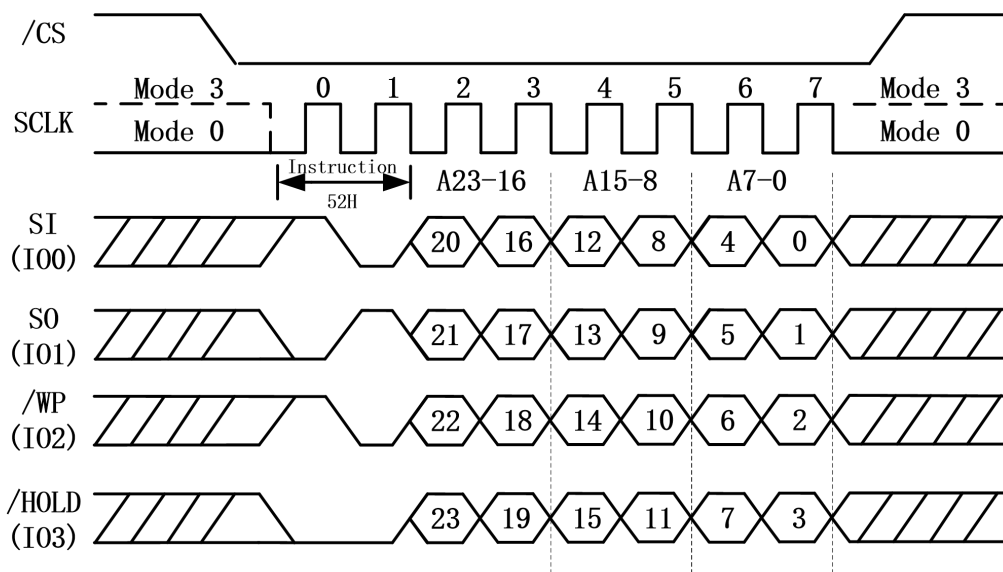 /CS
Mode 3 0 1 2 3 4 5 6 7 Mode 3
SCLK
Mode 0 Mode 0
Instruction A23-16 A15-8 A7-0
52H
SI
(IO0) 20 16 12 8 4 0
SO
(IO1) 21 17 13 9 5 1
/WP
(IO2) 22 18 14 10 6 2
/HOLD
(IO3) 23 19 15 11 7 3